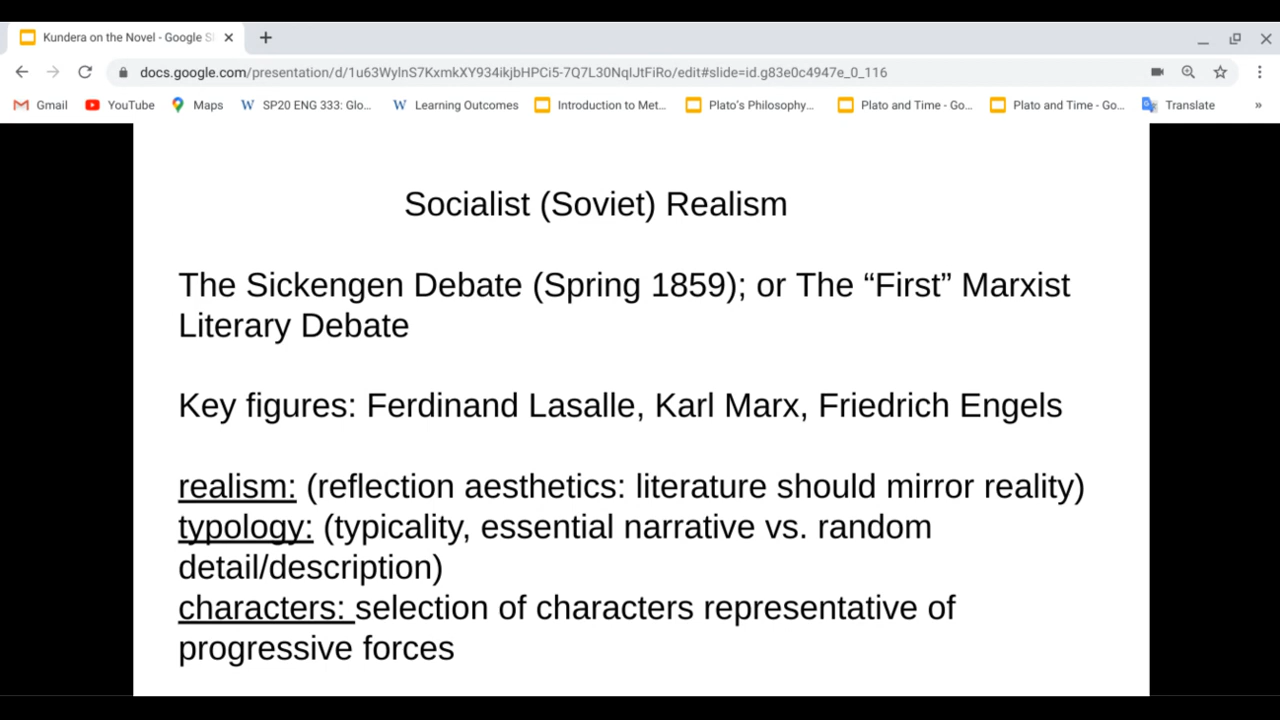 Kundera on the Novel - Google Sl
docs.google.com/presentation/d/1u63WylnS7KxmkXY934ikjbHPCi5-7Q7L30NqIJtFiRo/edit#slide=id.g83e0c4947e_0_116
Gmail YouTube Maps SP20 ENG 333: Glo... Learning Outcomes Introduction to Met... Plato's Philosophy... Plato and Time - Go... Plato and Time - Go... Translate »
Socialist (Soviet) Realism
The Sickengen Debate (Spring 1859); or The “First” Marxist
Literary Debate
Key figures: Ferdinand Lasalle, Karl Marx, Friedrich Engels
realism: (reflection aesthetics: literature should mirror reality)
typology: (typicality, essential narrative vs. random
detail/description)
characters: selection of characters representative of
progressive forces